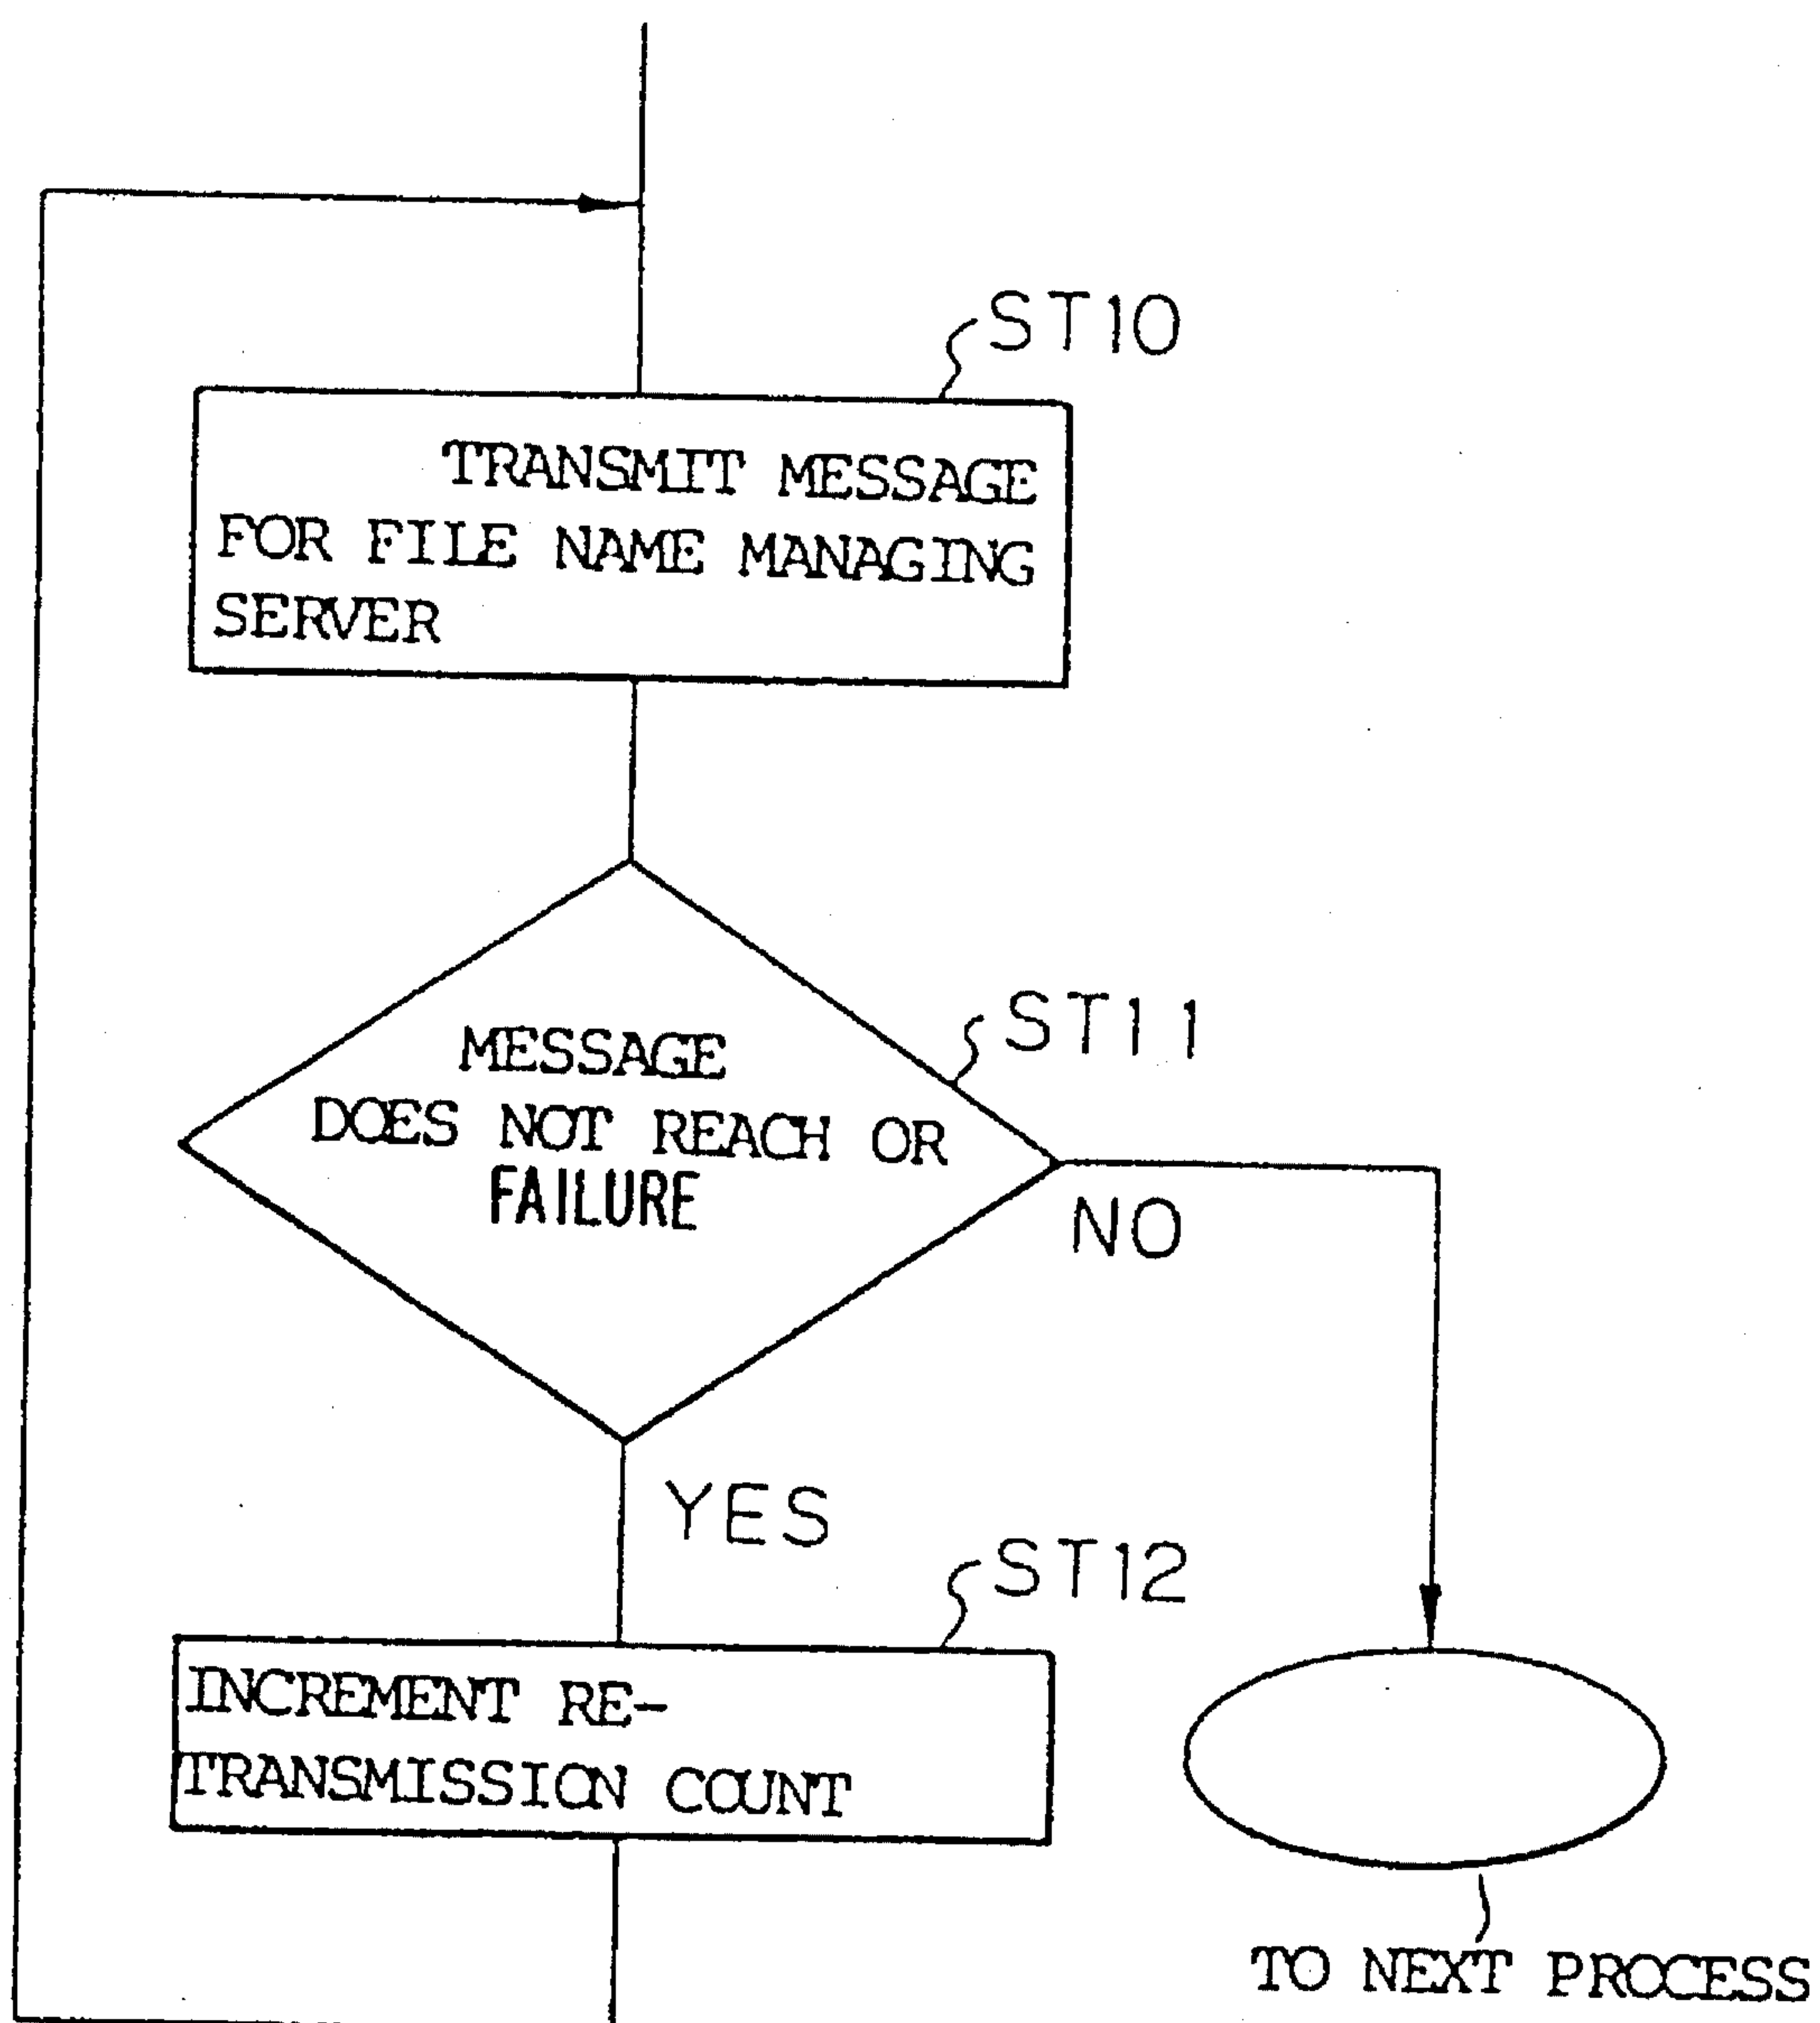 ST10
TRANSMIT MESSAGE
FOR FILE NAME MANAGING
SERVER
ST11
MESSAGE
DOES NOT REACH OR
FAILURE
NO
YES
ST12
INCREMENT RE-
TRANSMISSION COUNT
TO NEXT PROCESS